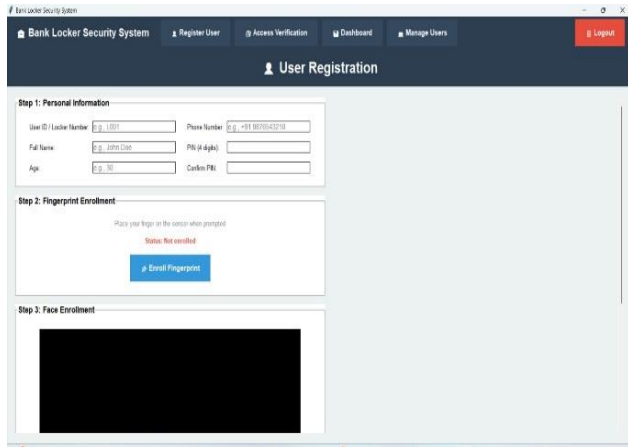 Bank Locker Security System
Bank Locker Security System Register User Access Verification Dashboard Manage Users Logout
User Registration
Step 1: Personal Information
User ID / Locker Number: e.g., L001 Phone Number: e.g., +91 9876543210
Full Name: e.g., John Doe PIN (4 digits):
Age: e.g., 30 Confirm PIN:
Step 2: Fingerprint Enrollment
Place your finger on the sensor when prompted
Status: Not enrolled
Enroll Fingerprint
Step 3: Face Enrollment